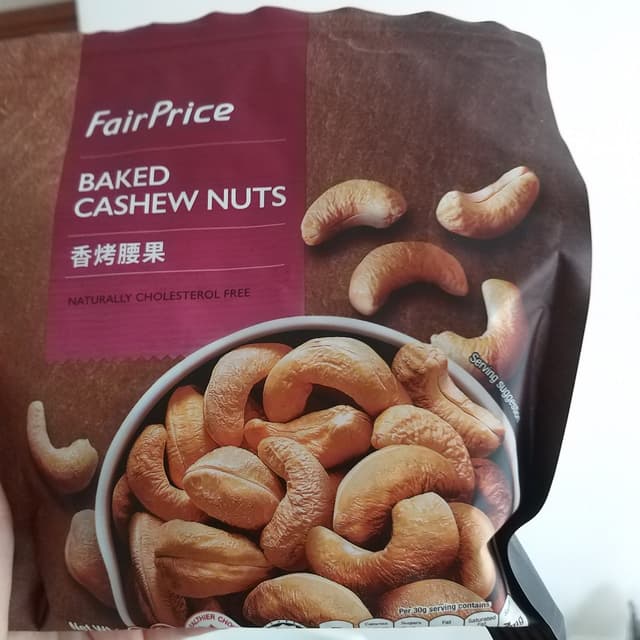 FairPrice
BAKED
CASHEW NUTS
香烤腰果
NATURALLY CHOLESTEROL FREE
Serving suggestion
Per 30g serving contains